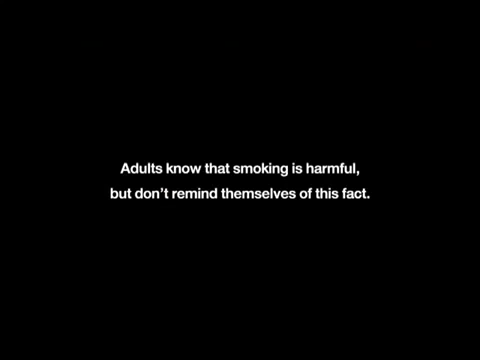 Adults know that smoking is harmful,
but don’t remind themselves of this fact.